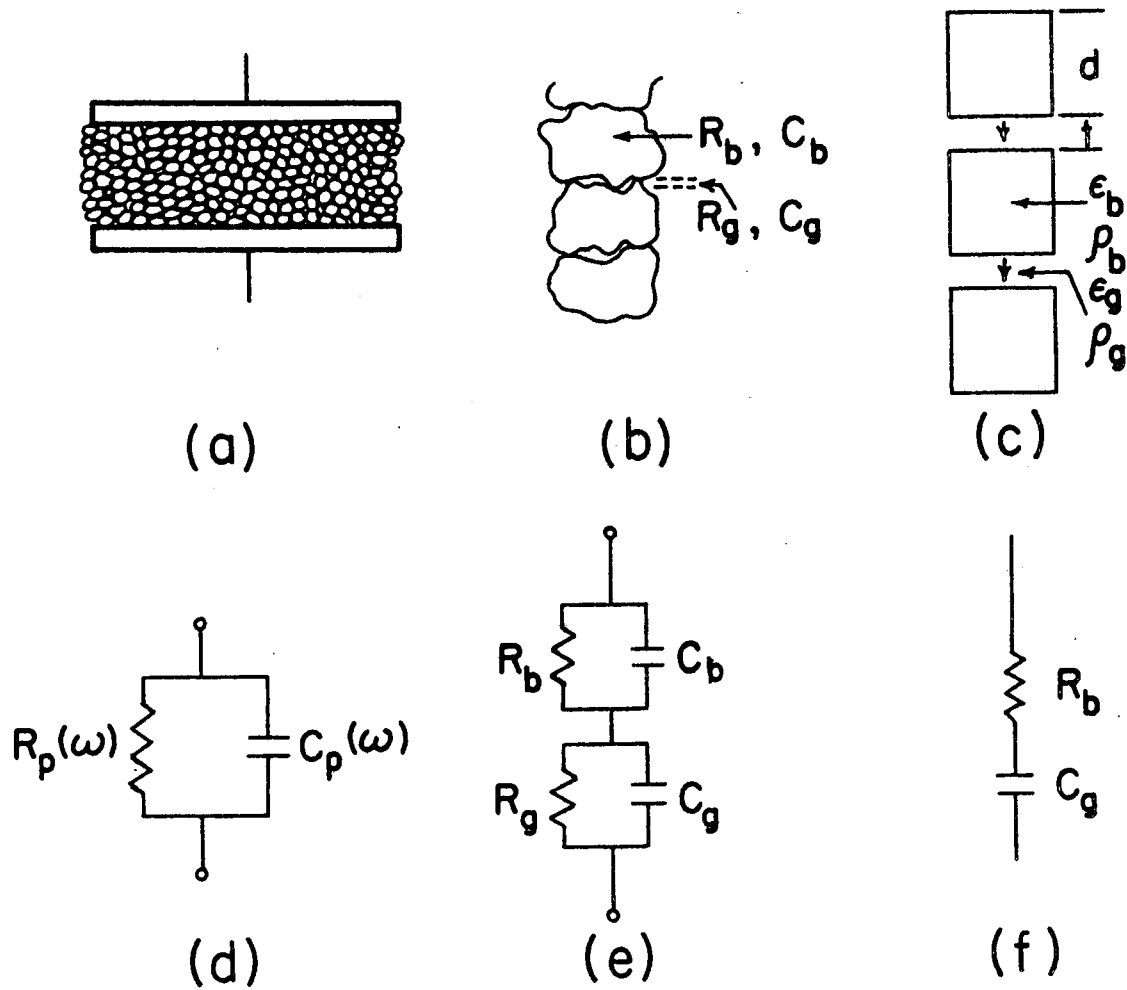 R_b, C_b
R_g, C_g
d
ϵ_b
ρ_b
ϵ_g
ρ_g
(a)
(b)
(c)
R_p(ω)
C_p(ω)
R_b
C_b
R_g
C_g
R_b
C_g
(d)
(e)
(f)